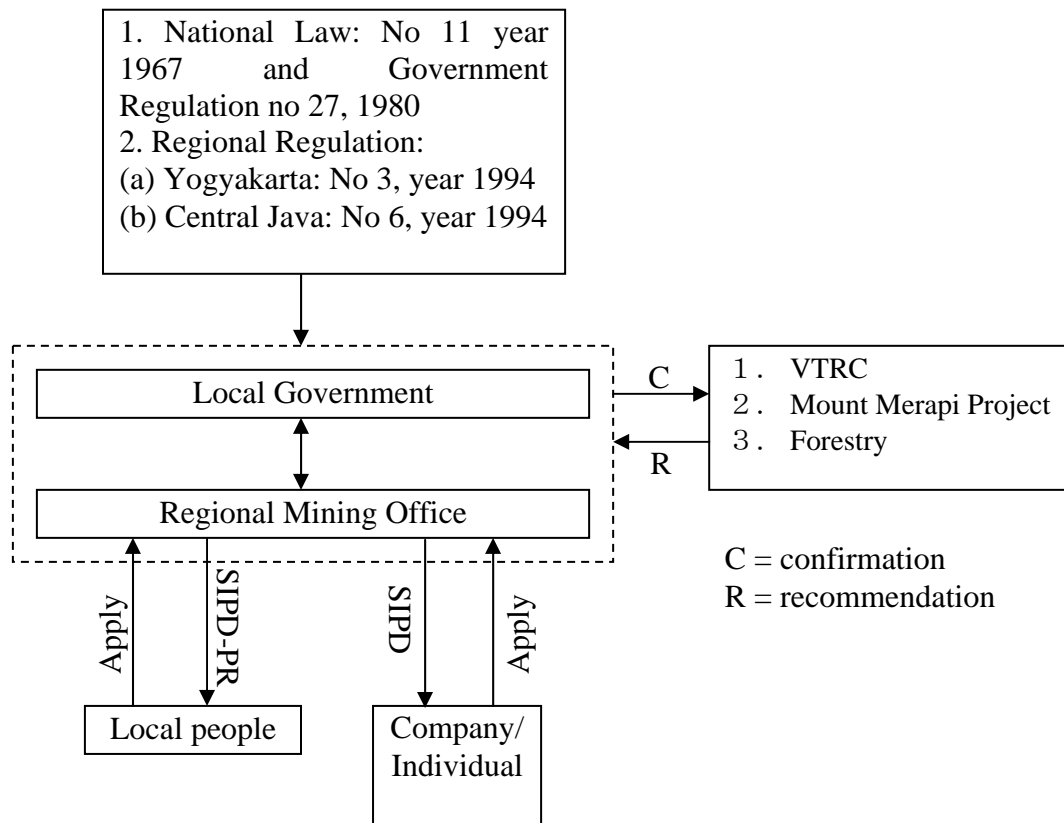 1. National Law: No 11 year
1967 and Government
Regulation no 27, 1980
2. Regional Regulation:
(a) Yogyakarta: No 3, year 1994
(b) Central Java: No 6, year 1994
Local Government
C
R
1. VTRC
2. Mount Merapi Project
3. Forestry
Regional Mining Office
C = confirmation
R = recommendation
Apply
SIPD-PR
SIPD
Apply
Local people
Company/
Individual